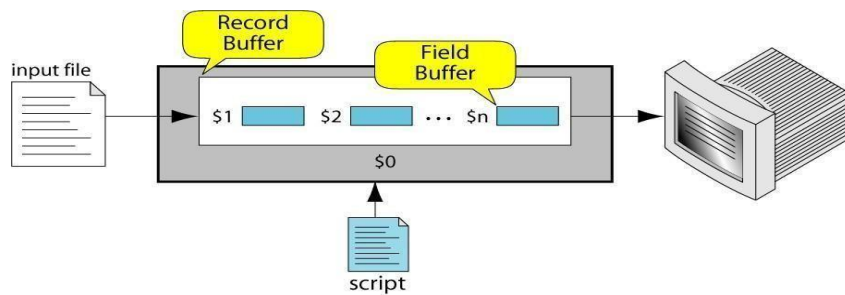 Record
Buffer
input file
Field
Buffer
$1 $2 ... $n
$0
script